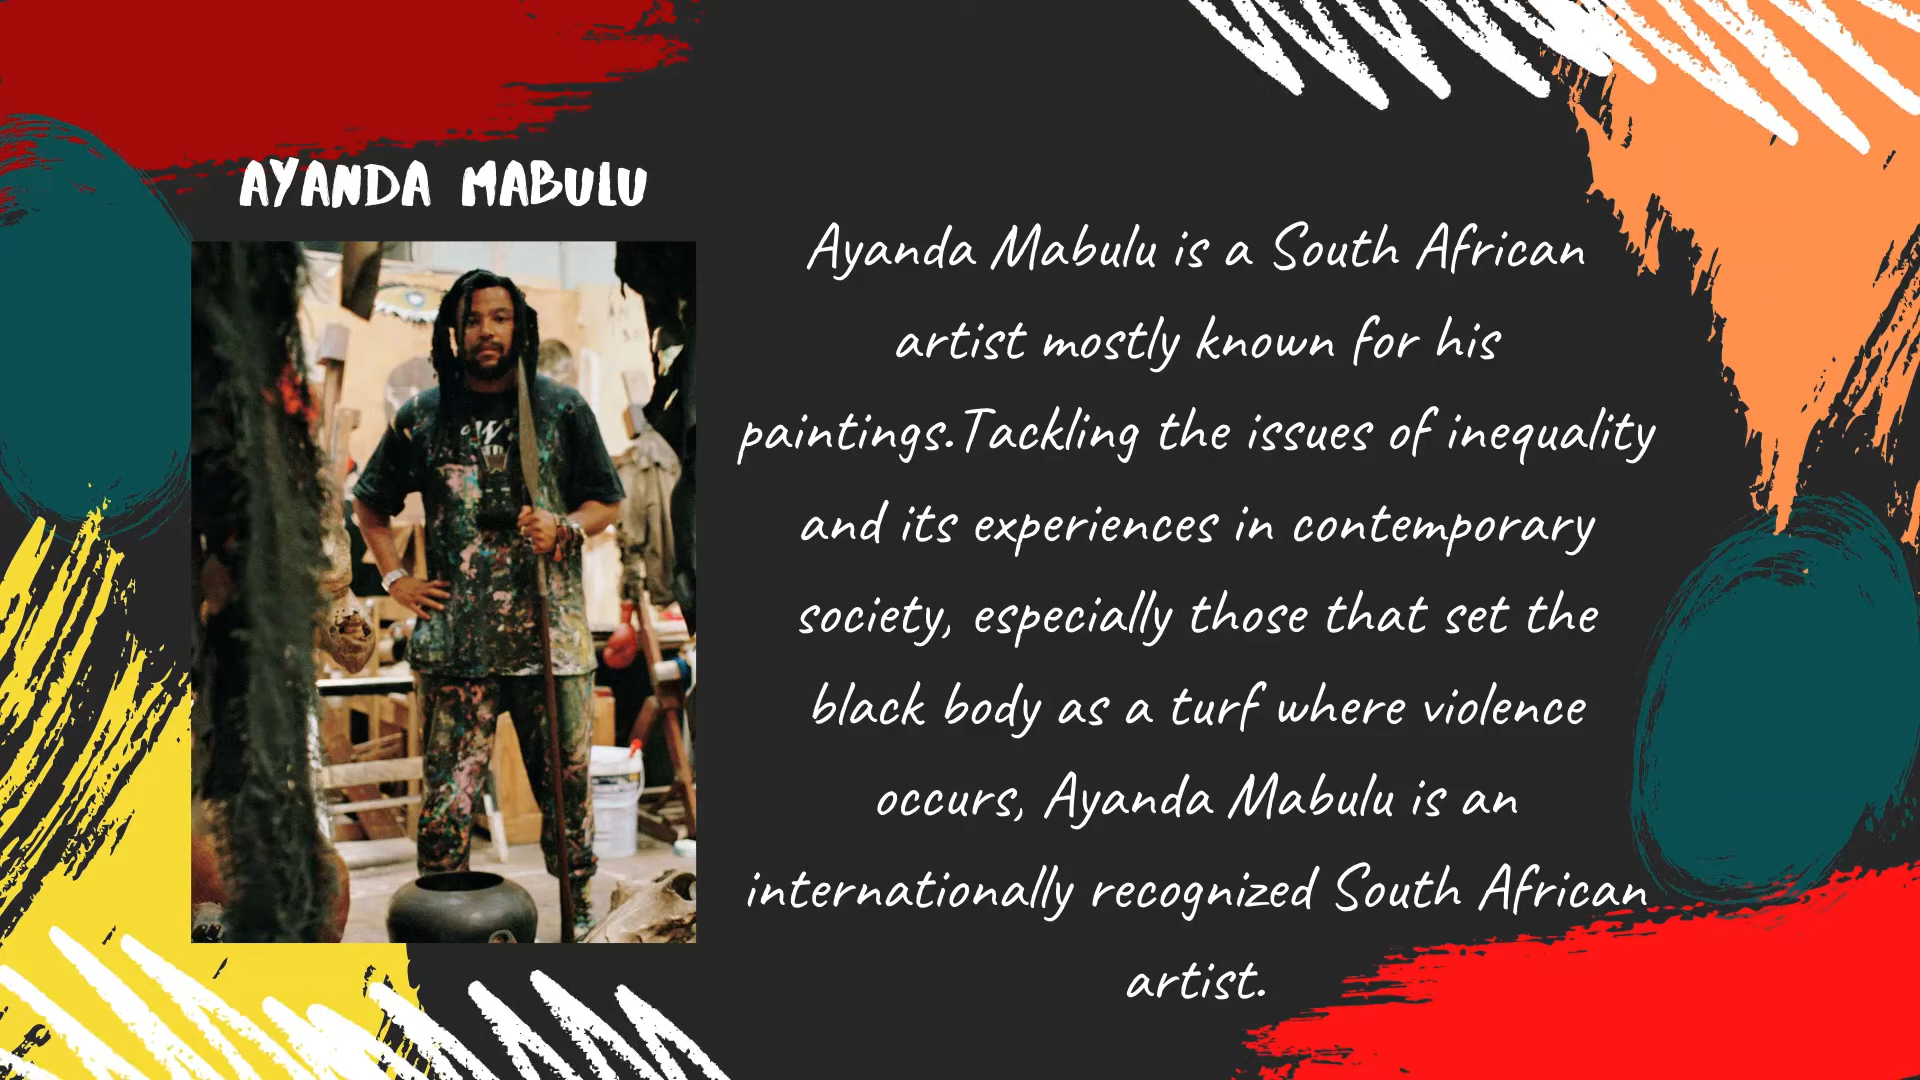 AYANDA MABULU
Ayanda Mabulu is a South African
artist mostly known for his
paintings.Tackling the issues of inequality
and its experiences in contemporary
society, especially those that set the
black body as a turf where violence
occurs, Ayanda Mabulu is an
internationally recognized South African
artist.